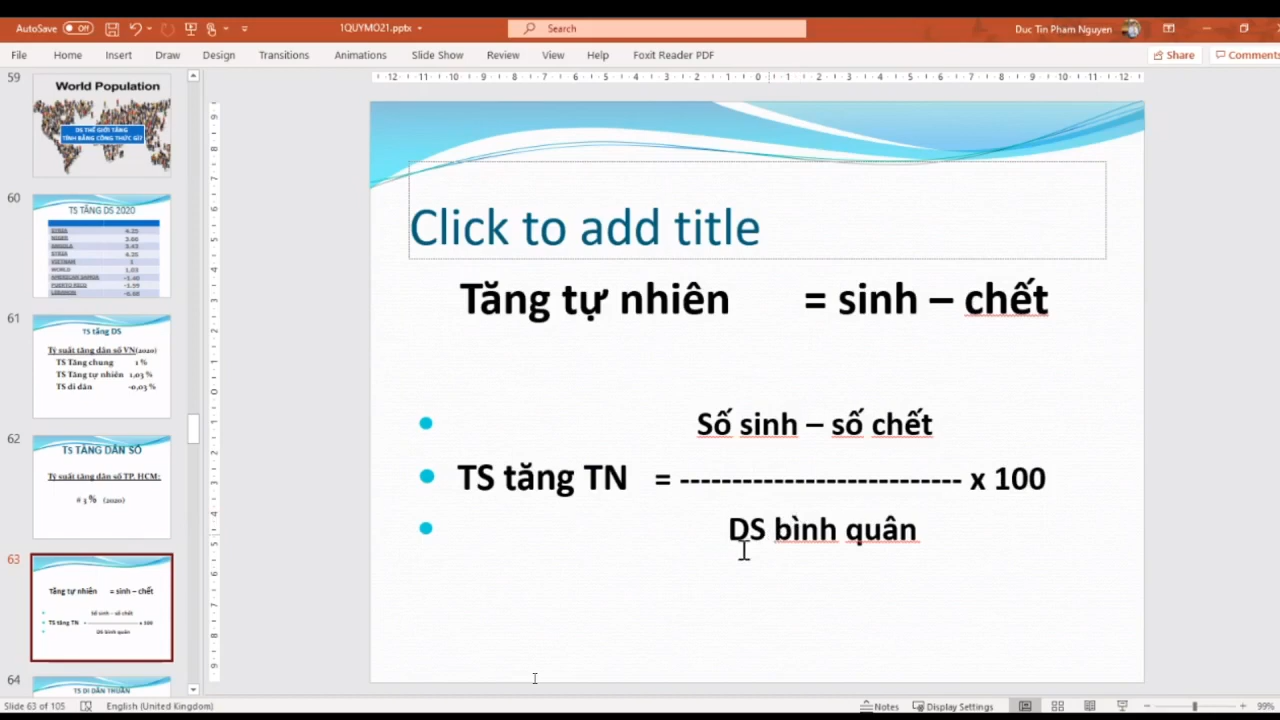 AutoSave Off 1QUYMO21.pptx Search Duc Tin Pham Nguyen
File Home Insert Draw Design Transitions Animations Slide Show Review View Help Foxit Reader PDF Share Comments
59
World Population
DS THẾ GIỚI TĂNG
TÍNH BẰNG CÔNG THỨC GÌ?
60
TS TĂNG DS 2020
SYRIA 4.25
NIGER 3.66
ANGOLA 3.43
SYRIA 4.25
VIETNAM 1
WORLD 1.03
AMERICAN SAMOA -1.40
PUERTO RICO -1.59
LEBANON -6.68
61
TS tăng DS
Tỷ suất tăng dân số VN(2020)
TS Tăng chung 1 %
TS Tăng tự nhiên 1,03 %
TS di dân -0,03 %
62
TS TĂNG DÂN SỐ
Tỷ suất tăng dân số TP. HCM:
# 3 % (2020)
63
Tăng tự nhiên = sinh – chết
Số sinh – số chết
TS tăng TN = -------------------------- x 100
DS bình quân
64
TS DI DÂN THUẦN
Click to add title
Tăng tự nhiên = sinh – chết
Số sinh – số chết
TS tăng TN = --------------------------- x 100
DS bình quân
Slide 63 of 105 English (United Kingdom) Notes Display Settings 99%